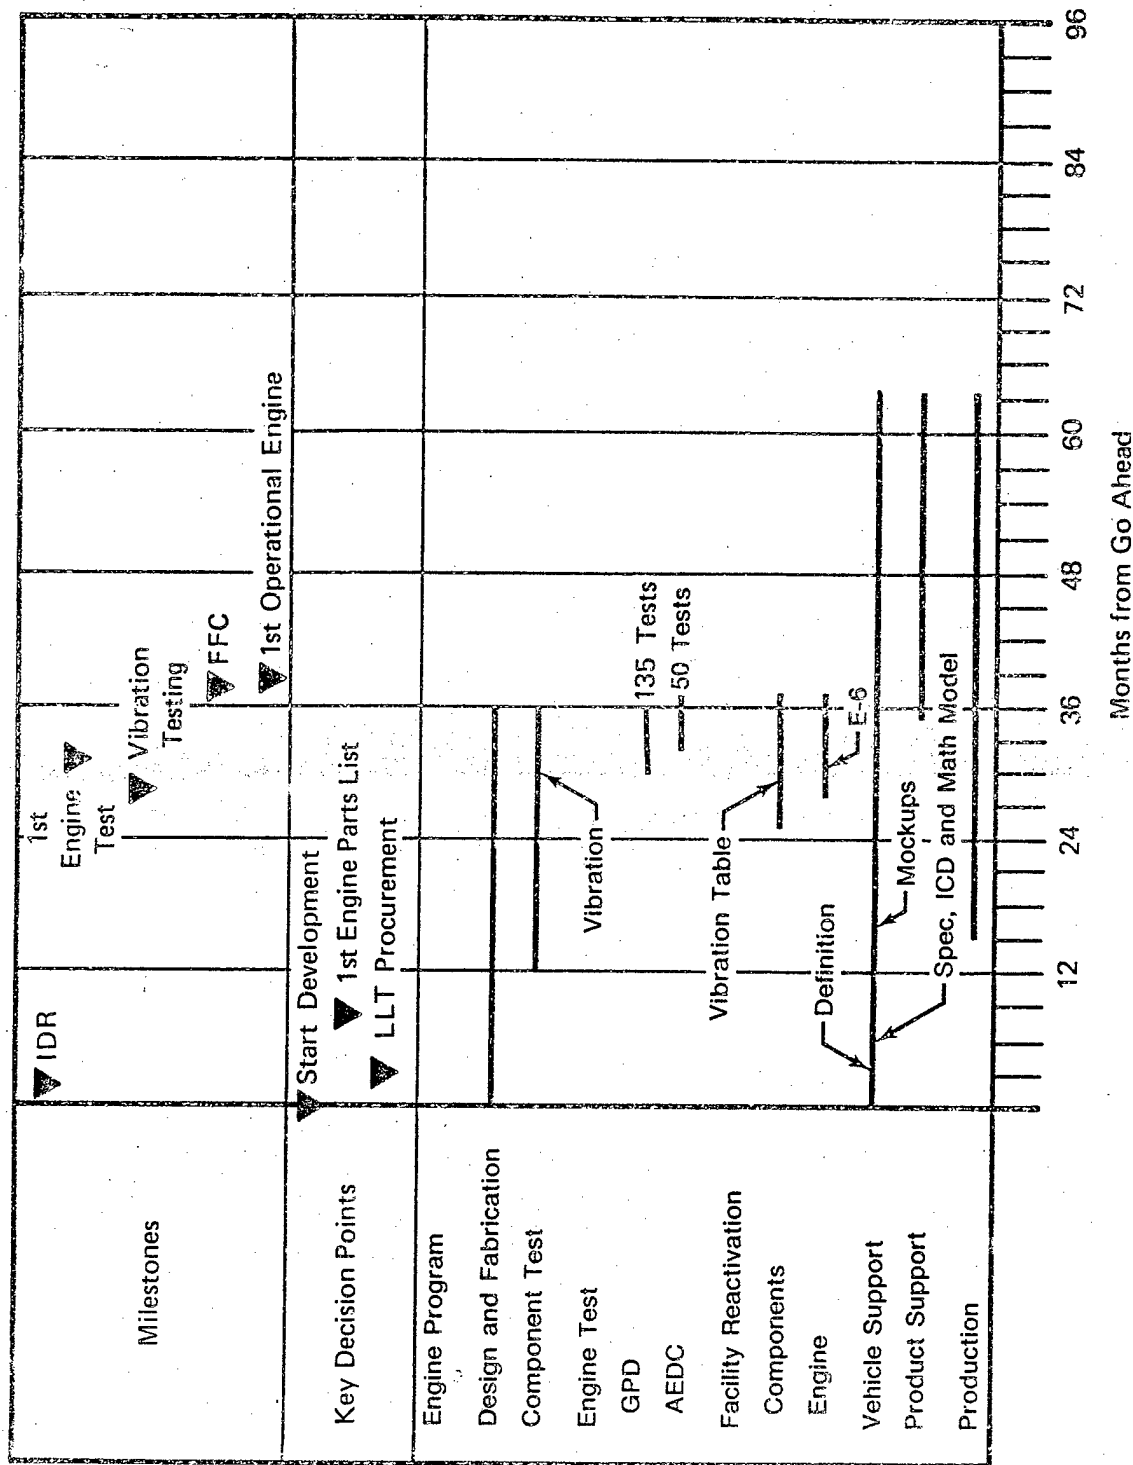 Milestones
IDR
1st
Engine
Test
Vibration
Testing
FFC
1st Operational Engine
Key Decision Points
Start Development
1st Engine Parts List
LLT Procurement
Engine Program
Design and Fabrication
Component Test
Vibration
Engine Test
GPD
135 Tests
AEDC
50 Tests
Facility Reactivation
Vibration Table
Components
Engine
E-6
Definition
Vehicle Support
Mockups
Product Support
Spec, ICD and Math Model
Production
12
24
36
48
60
72
84
96
Months from Go Ahead